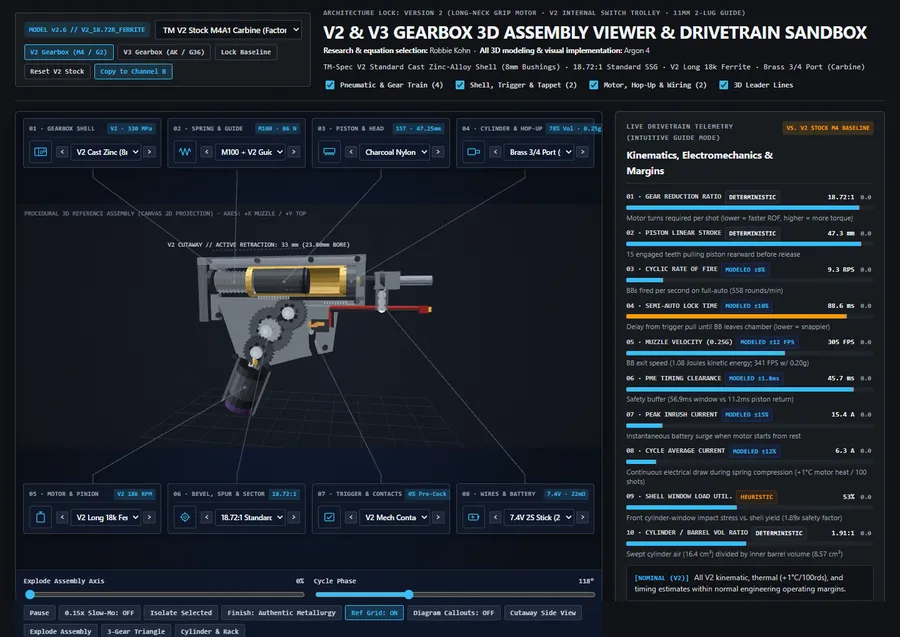 MODEL v2.6 // V2_18.72R_FERRITE
TM V2 Stock M4A1 Carbine (Factor
V2 Gearbox (M4 / G2)
V3 Gearbox (AK / G36)
Lock Baseline
Reset V2 Stock
Copy to Channel B
ARCHITECTURE LOCK: VERSION 2 (LONG-NECK GRIP MOTOR · V2 INTERNAL SWITCH TROLLEY · 11MM 2-LUG GUIDE)
V2 & V3 GEARBOX 3D ASSEMBLY VIEWER & DRIVETRAIN SANDBOX
Research & equation selection: Robbie Kohn · All 3D modeling & visual implementation: Argon 4
TM-Spec V2 Standard Cast Zinc-Alloy Shell (8mm Bushings) · 18.72:1 Standard SSG · V2 Long 18k Ferrite · Brass 3/4 Port (Carbine)
Pneumatic & Gear Train (4)
Shell, Trigger & Tappet (2)
Motor, Hop-Up & Wiring (2)
3D Leader Lines
01 · GEARBOX SHELL
V2 · 330 MPa
V2 Cast Zinc (8r
02 · SPRING & GUIDE
M100 · 86 N
M100 + V2 Guic
03 · PISTON & HEAD
15T · 47.25mm
Charcoal Nylon
04 · CYLINDER & HOP-UP
78% Vol · 0.25g
Brass 3/4 Port (
PROCEDURAL 3D REFERENCE ASSEMBLY (CANVAS 2D PROJECTION) · AXES: +X MUZZLE / +Y TOP
V2 CUTAWAY // ACTIVE RETRACTION: 33 mm (23.80mm BORE)
05 · MOTOR & PINION
V2 18k RPM
V2 Long 18k Fer
06 · BEVEL, SPUR & SECTOR
18.72:1
18.72:1 Standarc
07 · TRIGGER & CONTACTS
0% Pre-Cock
V2 Mech Conta
08 · WIRES & BATTERY
7.4V · 22mΩ
7.4V 2S Stick (2
Explode Assembly Axis
0%
Cycle Phase
118°
Pause
0.15x Slow-Mo: OFF
Isolate Selected
Finish: Authentic Metallurgy
Ref Grid: ON
Diagram Callouts: OFF
Cutaway Side View
Explode Assembly
3-Gear Triangle
Cylinder & Rack
LIVE DRIVETRAIN TELEMETRY
(INTUITIVE GUIDE MODE)
VS. V2 STOCK M4 BASELINE
Kinematics, Electromechanics &
Margins
01 · GEAR REDUCTION RATIO DETERMINISTIC 18.72:1 0.0
Motor turns required per shot (lower = faster ROF, higher = more torque)
02 · PISTON LINEAR STROKE DETERMINISTIC 47.3 mm 0.0
15 engaged teeth pulling piston rearward before release
03 · CYCLIC RATE OF FIRE MODELED ±8% 9.3 RPS 0.0
BBs fired per second on full-auto (558 rounds/min)
04 · SEMI-AUTO LOCK TIME MODELED ±10% 88.6 ms 0.0
Delay from trigger pull until BB leaves chamber (lower = snappier)
05 · MUZZLE VELOCITY (0.25G) MODELED ±12 FPS 305 FPS 0.0
BB exit speed (1.08 Joules kinetic energy; 341 FPS w/ 0.20g)
06 · PME TIMING CLEARANCE MODELED ±1.8ms 45.7 ms 0.0
Safety buffer (56.9ms window vs 11.2ms piston return)
07 · PEAK INRUSH CURRENT MODELED ±15% 15.4 A 0.0
Instantaneous battery surge when motor starts from rest
08 · CYCLE AVERAGE CURRENT MODELED ±12% 6.3 A 0.0
Continuous electrical draw during spring compression (+1°C motor heat / 100
shots)
09 · SHELL WINDOW LOAD UTIL. HEURISTIC 53% 0.0
Front cylinder-window impact stress vs. shell yield (1.89x safety factor)
10 · CYLINDER / BARREL VOL RATIO DETERMINISTIC 1.91:1 0.0
Swept cylinder air (16.4 cm³) divided by inner barrel volume (8.57 cm³)
[NOMINAL (V2)] All V2 kinematic, thermal (+1°C/100rds), and
timing estimates within normal engineering operating margins.